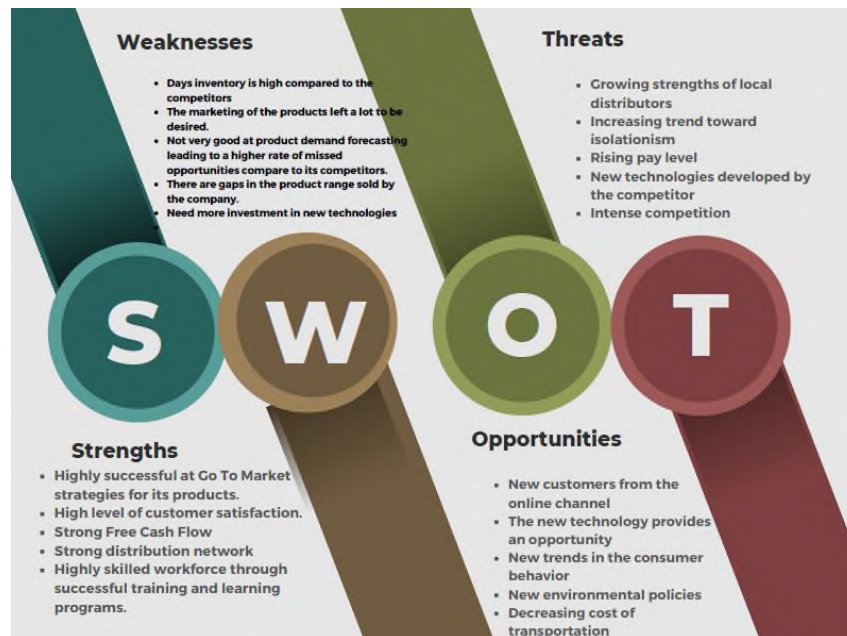 Weaknesses
• Days inventory is high compared to the
competitors
• The marketing of the products left a lot to be
desired.
• Not very good at product demand forecasting
leading to a higher rate of missed
opportunities compare to its competitors.
• There are gaps in the product range sold by
the company.
• Need more investment in new technologies
•
Threats
• Growing strengths of local
distributors
• Increasing trend toward
isolationism
• Rising pay level
• New technologies developed by
the competitor
• Intense competition
S
W
O
T
Strengths
• Highly successful at Go To Market
strategies for its products.
• High level of customer satisfaction.
• Strong Free Cash Flow
• Strong distribution network
• Highly skilled workforce through
successful training and learning
programs.
Opportunities
• New customers from the
online channel
• The new technology provides
an opportunity
• New trends in the consumer
behavior
• New environmental policies
• Decreasing cost of
transportation